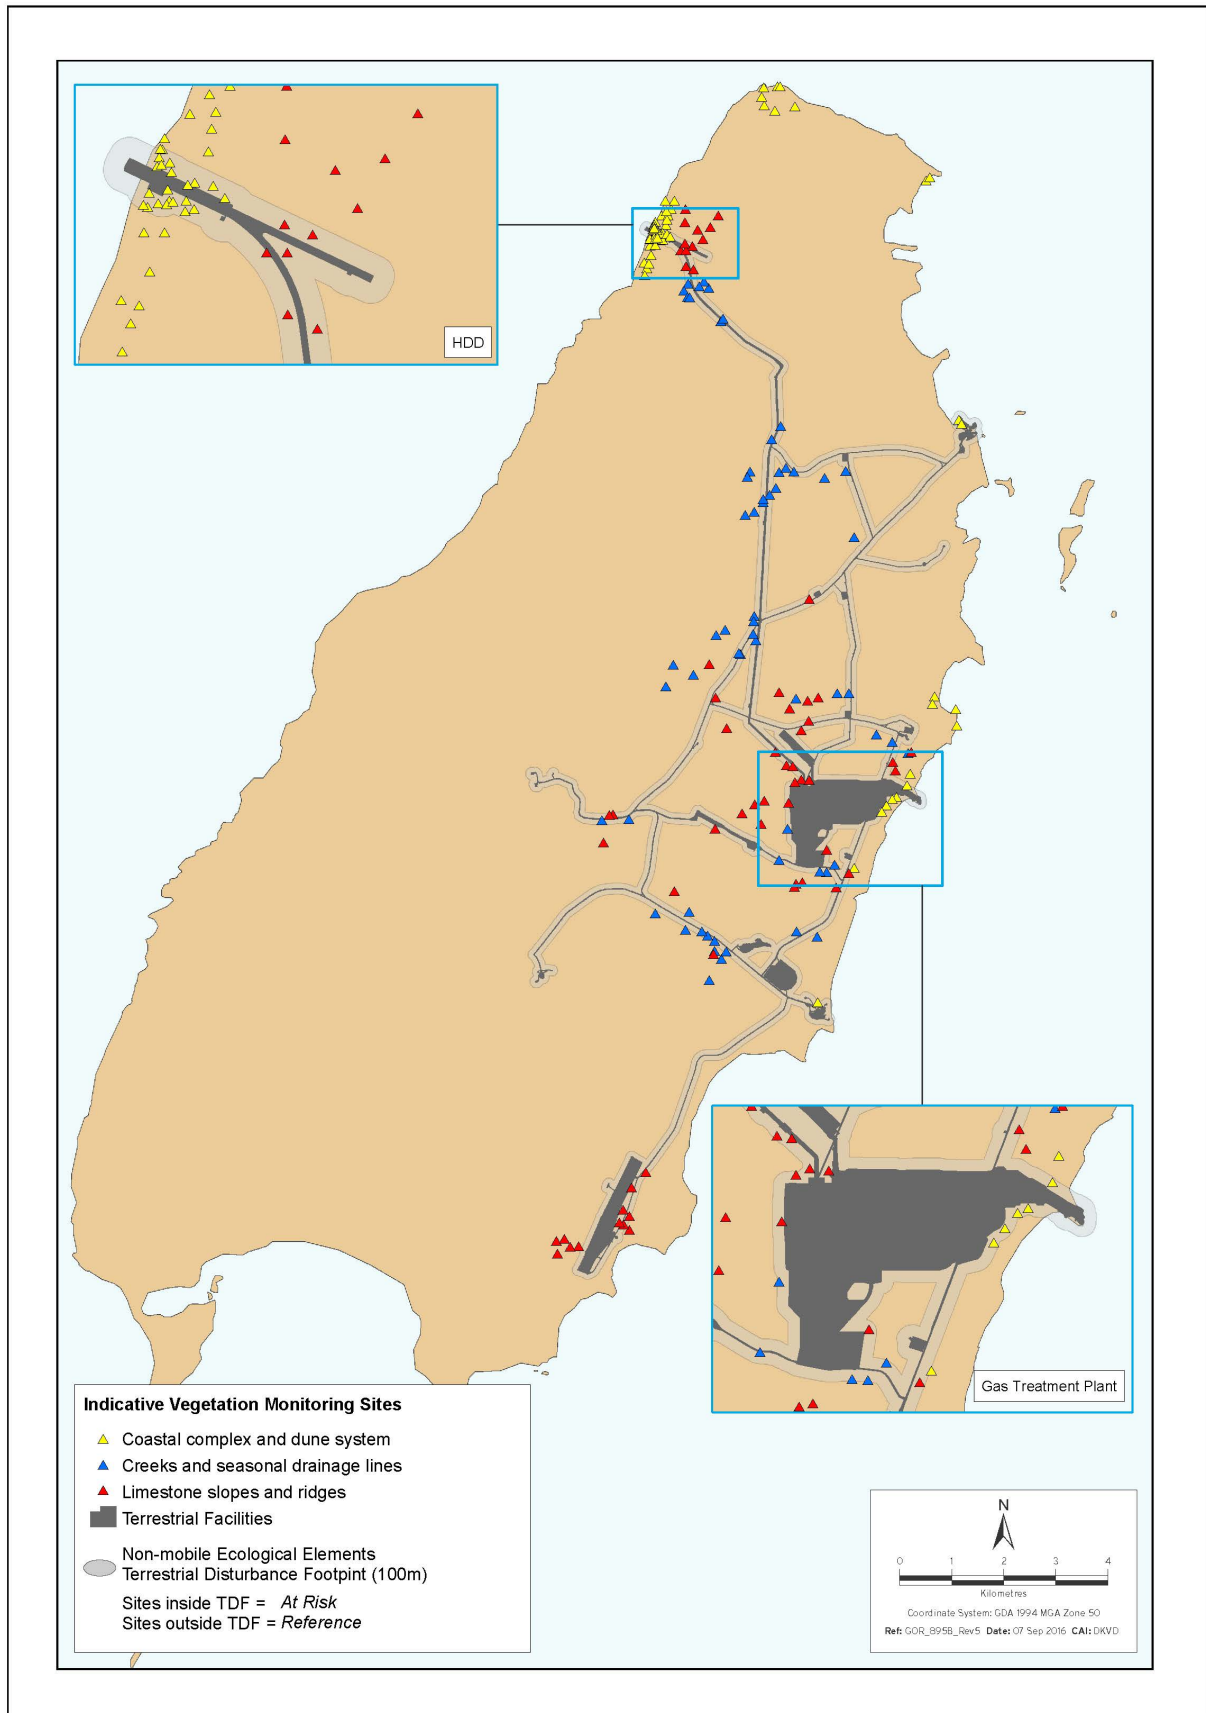 HDD
Gas Treatment Plant
Indicative Vegetation Monitoring Sites
Coastal complex and dune system
Creeks and seasonal drainage lines
Limestone slopes and ridges
Terrestrial Facilities
Non-mobile Ecological Elements
Terrestrial Disturbance Footpint (100m)
Sites inside TDF = At Risk
Sites outside TDF = Reference
N
0 1 2 3 4
Kilometres
Coordinate System: GDA 1994 MGA Zone 50
Ref: GOR_895B_Rev5 Date: 07 Sep 2016 CAI: DKVD